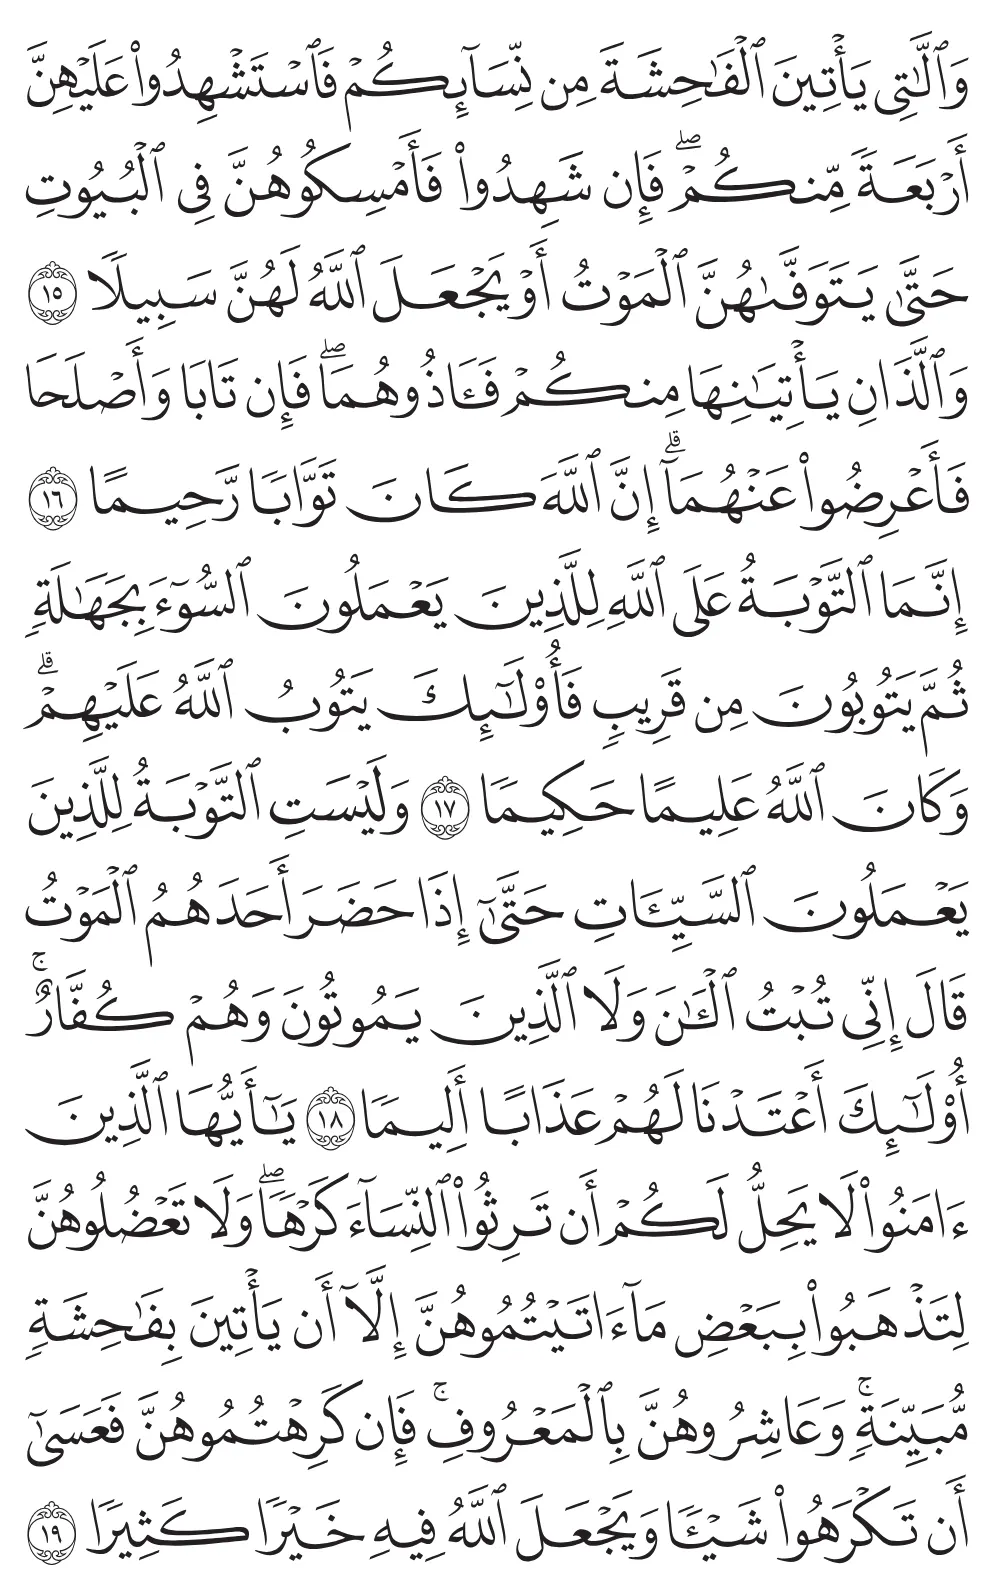 وَٱلَّٰتِي يَأۡتِينَ ٱلۡفَٰحِشَةَ مِن نِّسَآئِكُمۡ فَٱسۡتَشۡهِدُواْ عَلَيۡهِنَّ
أَرۡبَعَةٗ مِّنكُمۡۖ فَإِن شَهِدُواْ فَأَمۡسِكُوهُنَّ فِي ٱلۡبُيُوتِ
حَتَّىٰ يَتَوَفَّىٰهُنَّ ٱلۡمَوۡتُ أَوۡ يَجۡعَلَ ٱللَّهُ لَهُنَّ سَبِيلٗا ١٥
وَٱلَّذَانِ يَأۡتِيَٰنِهَا مِنكُمۡ فَـَٔاذُوهُمَاۖ فَإِن تَابَا وَأَصۡلَحَا
فَأَعۡرِضُواْ عَنۡهُمَآۗ إِنَّ ٱللَّهَ كَانَ تَوَّابٗا رَّحِيمًا ١٦
إِنَّمَا ٱلتَّوۡبَةُ عَلَى ٱللَّهِ لِلَّذِينَ يَعۡمَلُونَ ٱلسُّوٓءَ بِجَهَٰلَةٖ
ثُمَّ يَتُوبُونَ مِن قَرِيبٖ فَأُوْلَٰٓئِكَ يَتُوبُ ٱللَّهُ عَلَيۡهِمۡۗ
وَكَانَ ٱللَّهُ عَلِيمًا حَكِيمٗا ١٧ وَلَيۡسَتِ ٱلتَّوۡبَةُ لِلَّذِينَ
يَعۡمَلُونَ ٱلسَّيِّـَٔاتِ حَتَّىٰٓ إِذَا حَضَرَ أَحَدَهُمُ ٱلۡمَوۡتُ
قَالَ إِنِّي تُبۡتُ ٱلۡـَٰٔنَ وَلَا ٱلَّذِينَ يَمُوتُونَ وَهُمۡ كُفَّارٌۚ
أُوْلَٰٓئِكَ أَعۡتَدۡنَا لَهُمۡ عَذَابًا أَلِيمٗا ١٨ يَٰٓأَيُّهَا ٱلَّذِينَ
ءَامَنُواْ لَا يَحِلُّ لَكُمۡ أَن تَرِثُواْ ٱلنِّسَآءَ كَرۡهٗاۖ وَلَا تَعۡضُلُوهُنَّ
لِتَذۡهَبُواْ بِبَعۡضِ مَآ ءَاتَيۡتُمُوهُنَّ إِلَّآ أَن يَأۡتِينَ بِفَٰحِشَةٖ
مُّبَيِّنَةٖۚ وَعَاشِرُوهُنَّ بِٱلۡمَعۡرُوفِۚ فَإِن كَرِهۡتُمُوهُنَّ فَعَسَىٰٓ
أَن تَكۡرَهُواْ شَيۡـٔٗا وَيَجۡعَلَ ٱللَّهُ فِيهِ خَيۡرٗا كَثِيرٗا ١٩